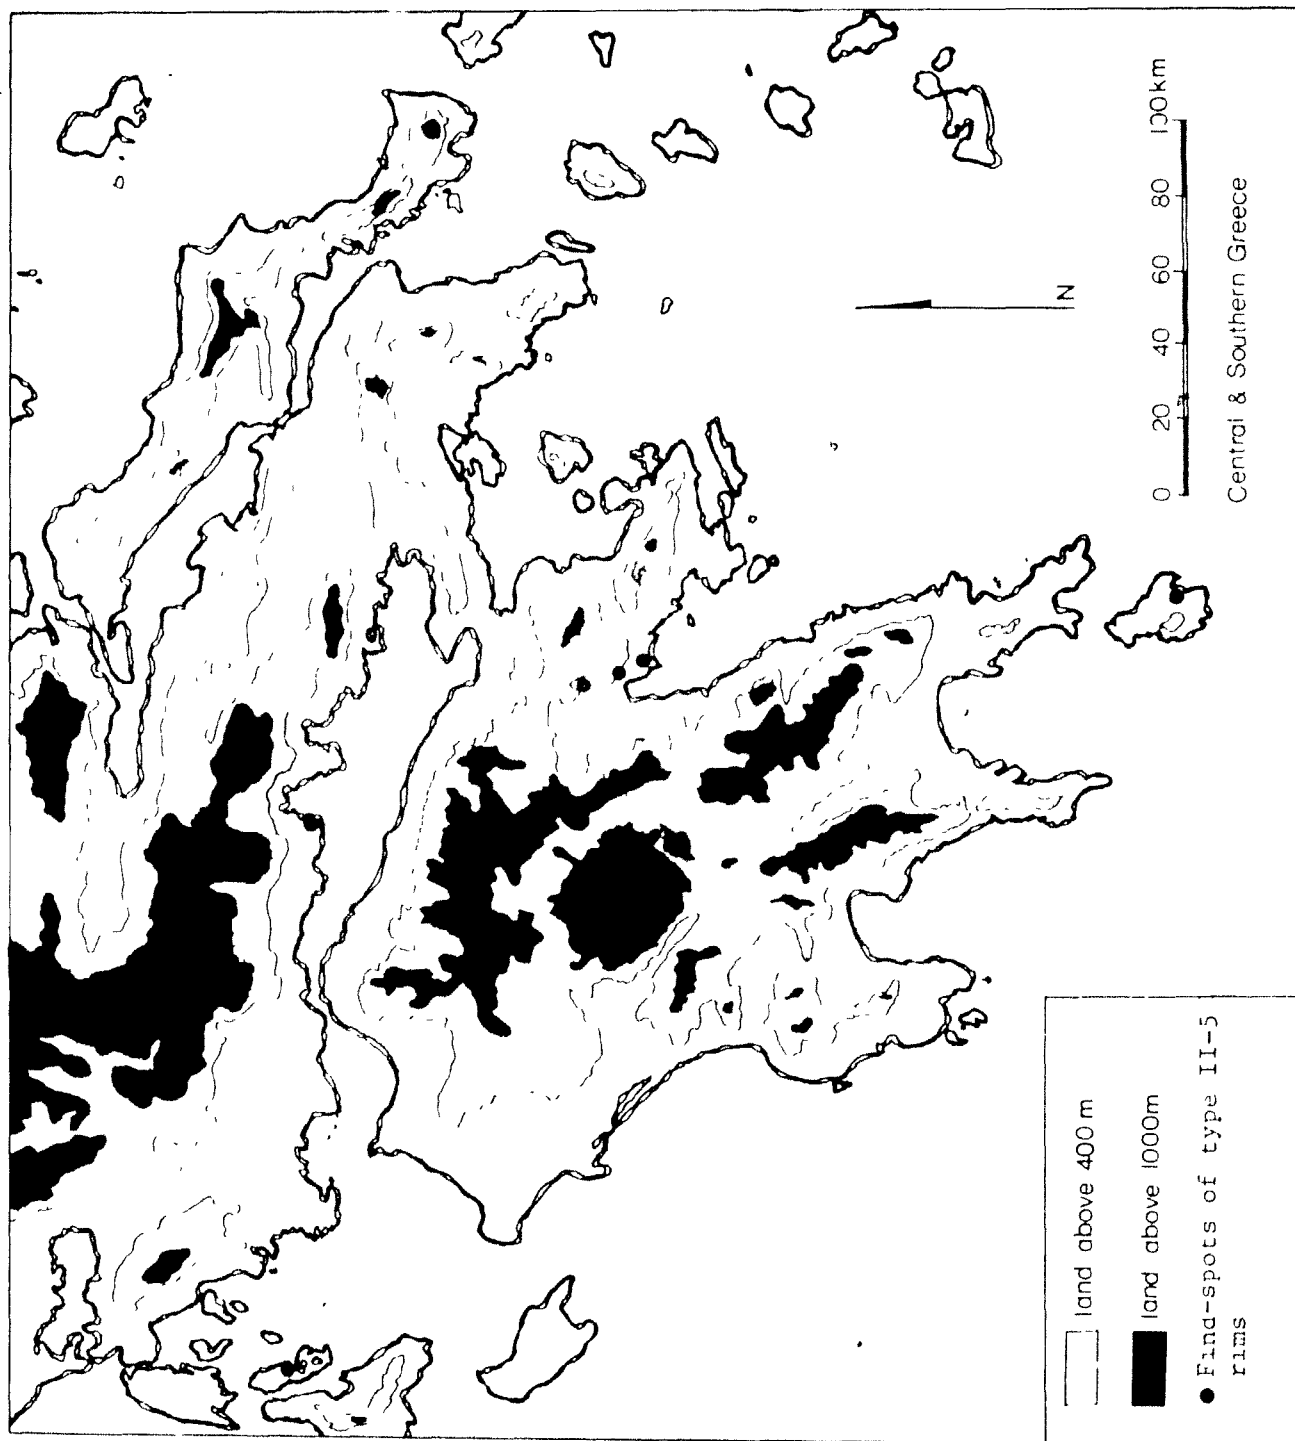 0 20 40 60 80 100km
Central & Southern Greece
N
land above 400m
land above 1000m
Find-spots of type II-5
rims